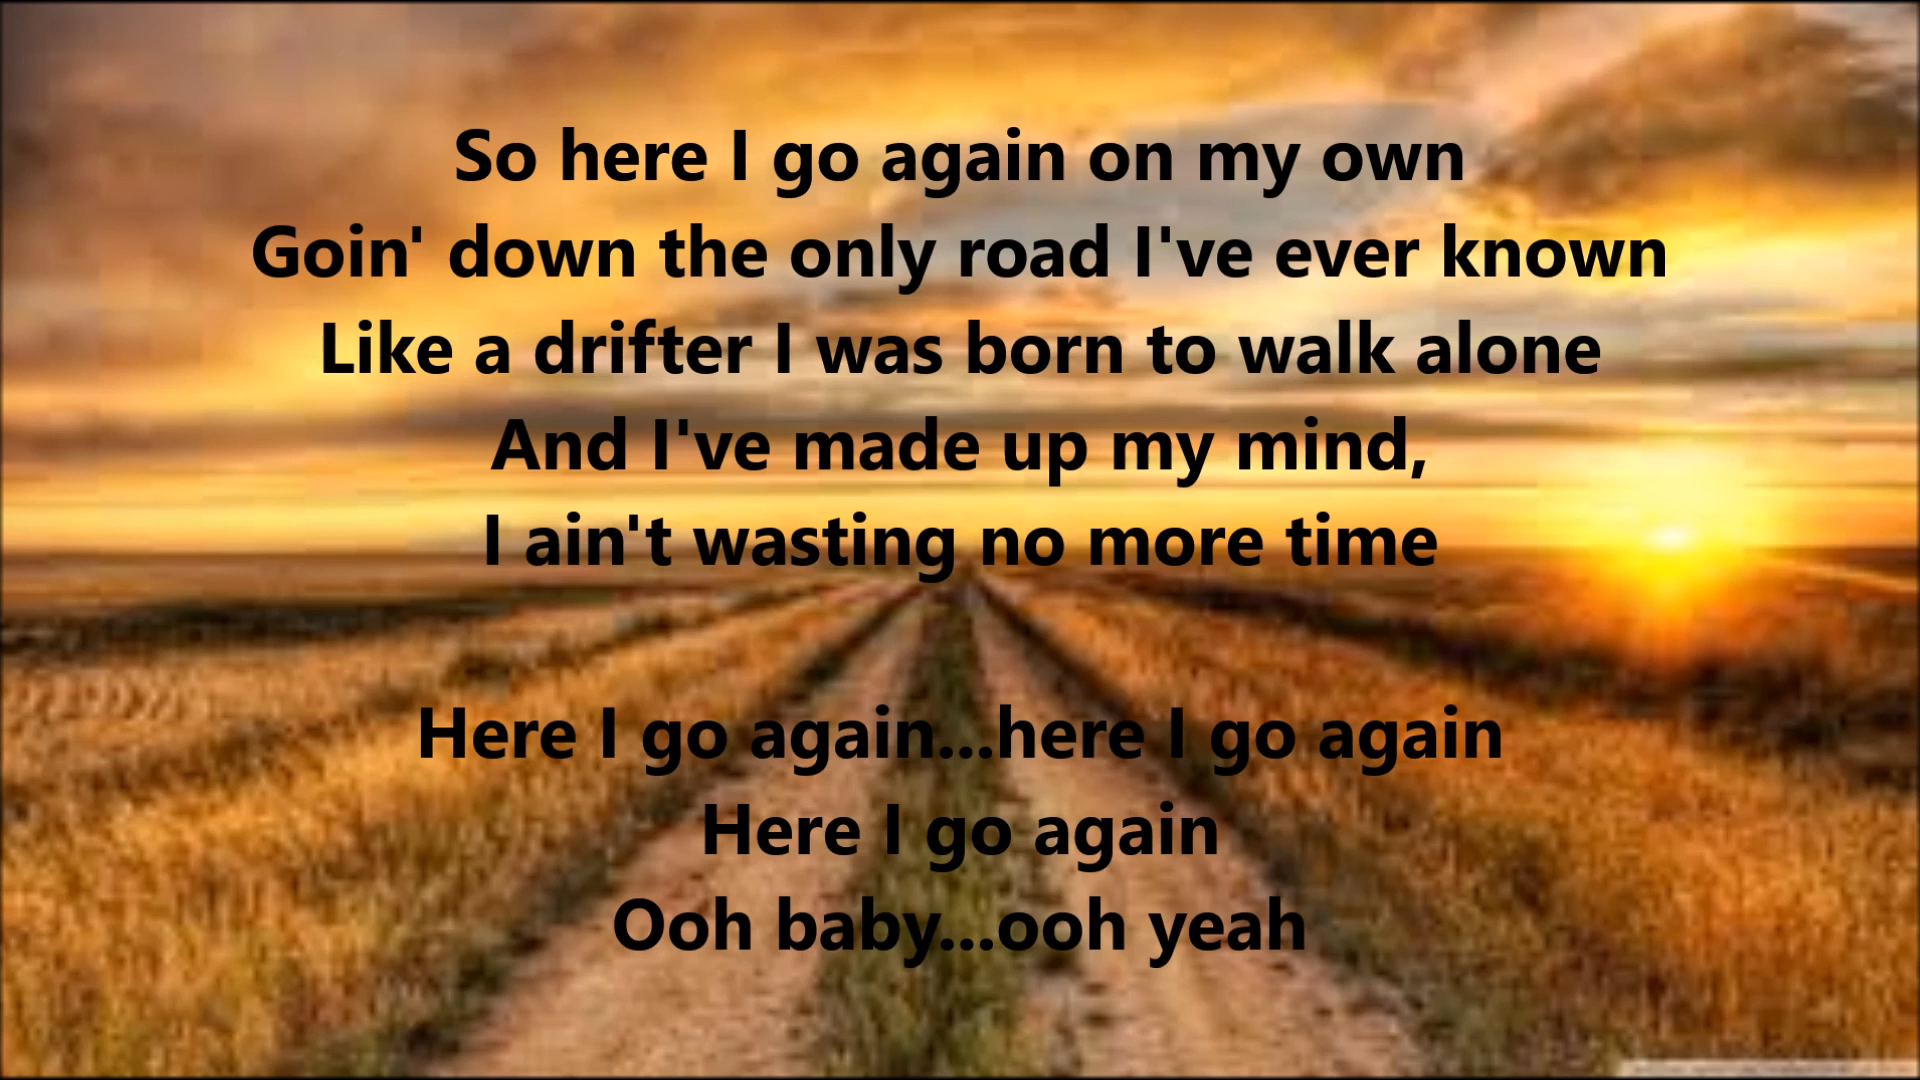 So here I go again on my own
Goin' down the only road I've ever known
Like a drifter I was born to walk alone
And I've made up my mind,
I ain't wasting no more time
Here I go again...here I go again
Here I go again
Ooh baby...ooh yeah